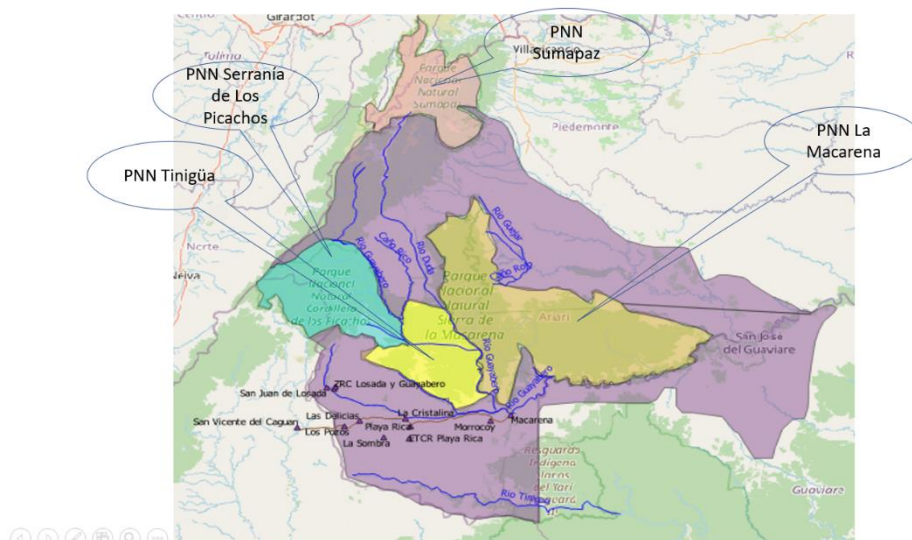 Girardot
PNN
Sumapaz
Villavicencio
Tolima
PNN Serranía
de Los
Picachos
Parque
Nacional
Natural
Sumapaz
Piedemonte
PNN La
Macarena
PNN Tinigüa
Río Guejar
Caño Rico
Río Duda
Río Guayabero
Norte
Neiva
Parque
Nacional
Natural
Cordillera
de los Picachos
Parque
Nacional
Natural
Sierra de
la Macarena
Ariari
San José
del Guaviare
Río Guayabero
Río Guayabero
ZRC Losada y Guayabero
San Juan de Losada
La Cristalina
Las Delicias
Macarena
San Vicente del Caguan
Los Pozos
Playa Rica
Morrocoy
La Sombra
ETCR Playa Rica
Resguardo
Indígena
Llanos
del Yarí
Guaviare